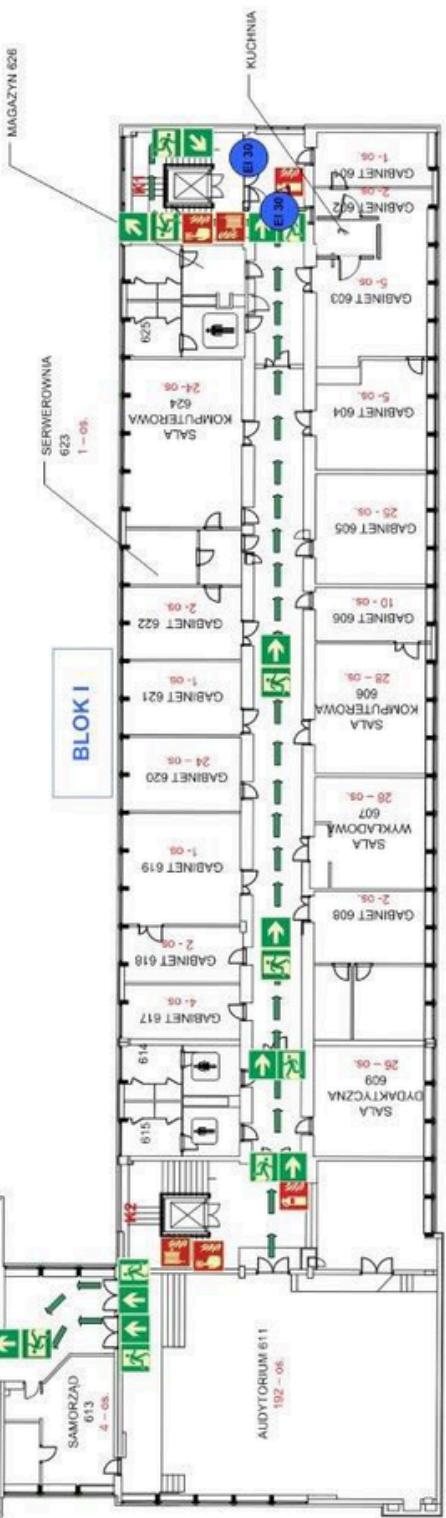 MAGAZYN 626
KUCHNIA
K1
EI 30
EI 30
GABINET 601
1- os.
GABINET 602
2- os.
GABINET 603
5- os.
625
SALA
KOMPUTEROWA
624
24- os.
SERWEROWNIA
623
1 – os.
GABINET 604
5- os.
GABINET 605
25 - os.
GABINET 622
2- os.
GABINET 606
10 - os.
BLOK I
GABINET 621
1- os.
SALA
KOMPUTEROWA
606
28 – os.
GABINET 620
24 – os.
SALA
WYKŁADOWA
607
28 – os.
GABINET 619
1- os.
GABINET 618
2 - os
GABINET 608
2- os.
GABINET 617
4- os.
614
615
SALA
DYDAKTYCZNA
609
26 – os.
K2
SAMORZĄD
613
4 – os.
AUDYTORIUM 611
192 – os.